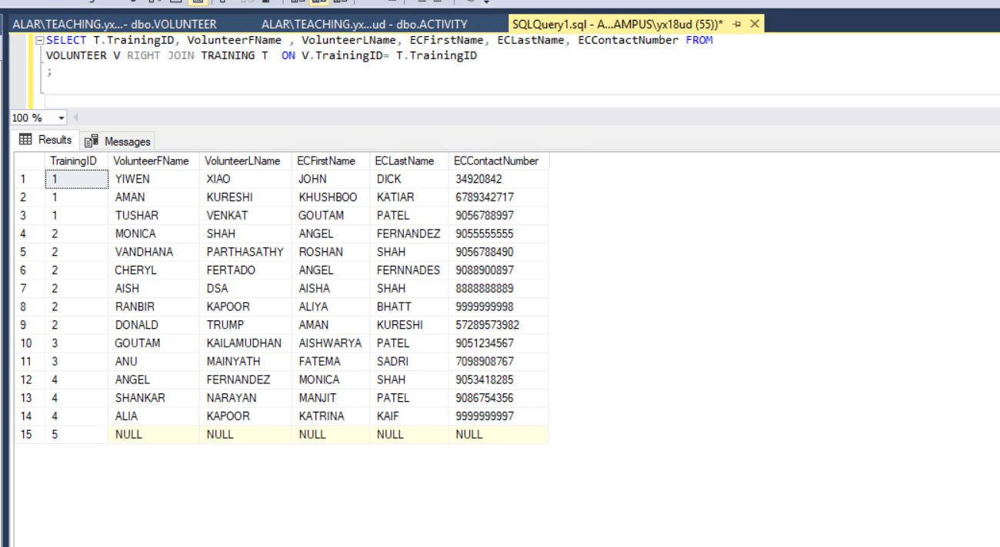 ALAR\TEACHING.yx...- dbo.VOLUNTEER ALAR\TEACHING.yx...ud - dbo.ACTIVITY SQLQuery1.sql - A...AMPUS\yx18ud (55))*
SELECT T.TrainingID, VolunteerFName , VolunteerLName, ECFirstName, ECLastName, ECContactNumber FROM
VOLUNTEER V RIGHT JOIN TRAINING T ON V.TrainingID= T.TrainingID
;
100 %
Results Messages
TrainingID VolunteerFName VolunteerLName ECFirstName ECLastName ECContactNumber
1 1 YIWEN XIAO JOHN DICK 34920842
2 1 AMAN KURESHI KHUSHBOO KATIAR 6789342717
3 1 TUSHAR VENKAT GOUTAM PATEL 9056788997
4 2 MONICA SHAH ANGEL FERNANDEZ 9055555555
5 2 VANDHANA PARTHASATHY ROSHAN SHAH 9056788490
6 2 CHERYL FERTADO ANGEL FERNNADES 9088900897
7 2 AISH DSA AISHA SHAH 8888888889
8 2 RANBIR KAPOOR ALIYA BHATT 9999999998
9 2 DONALD TRUMP AMAN KURESHI 57289573982
10 3 GOUTAM KAILAMUDHAN AISHWARYA PATEL 9051234567
11 3 ANU MAINYATH FATEMA SADRI 7098908767
12 4 ANGEL FERNANDEZ MONICA SHAH 9053418285
13 4 SHANKAR NARAYAN MANJIT PATEL 9086754356
14 4 ALIA KAPOOR KATRINA KAIF 9999999997
15 5 NULL NULL NULL NULL NULL